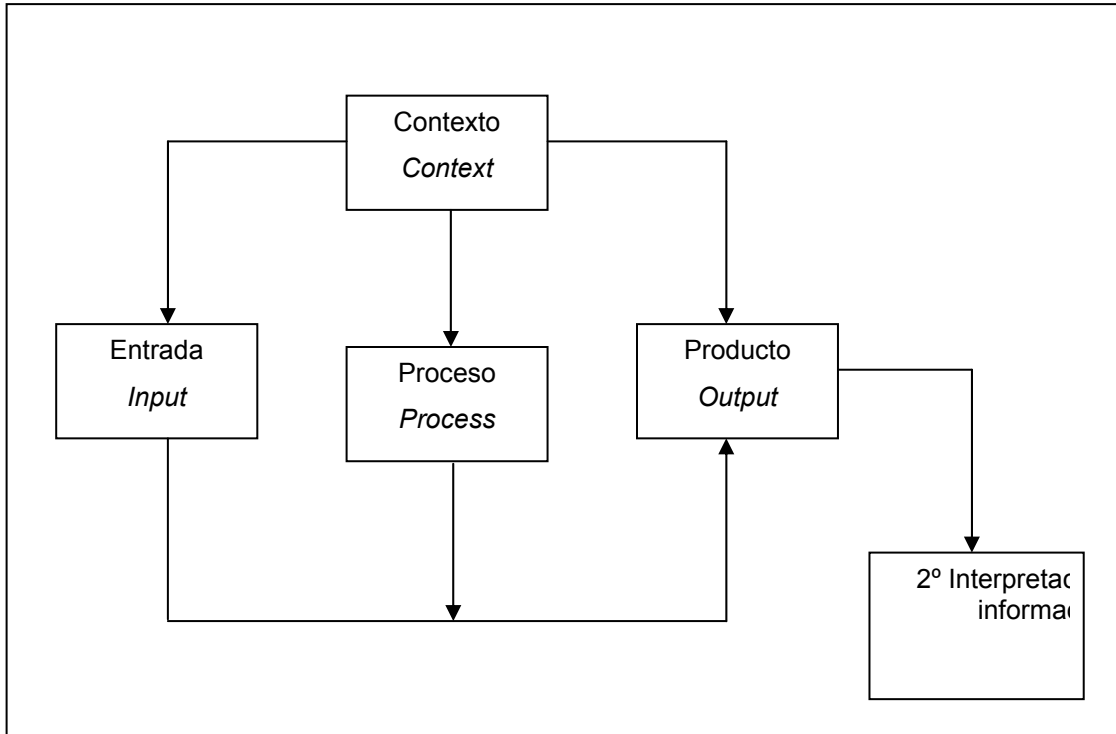 Contexto
Context
Entrada
Input
Proceso
Process
Producto
Output
2º